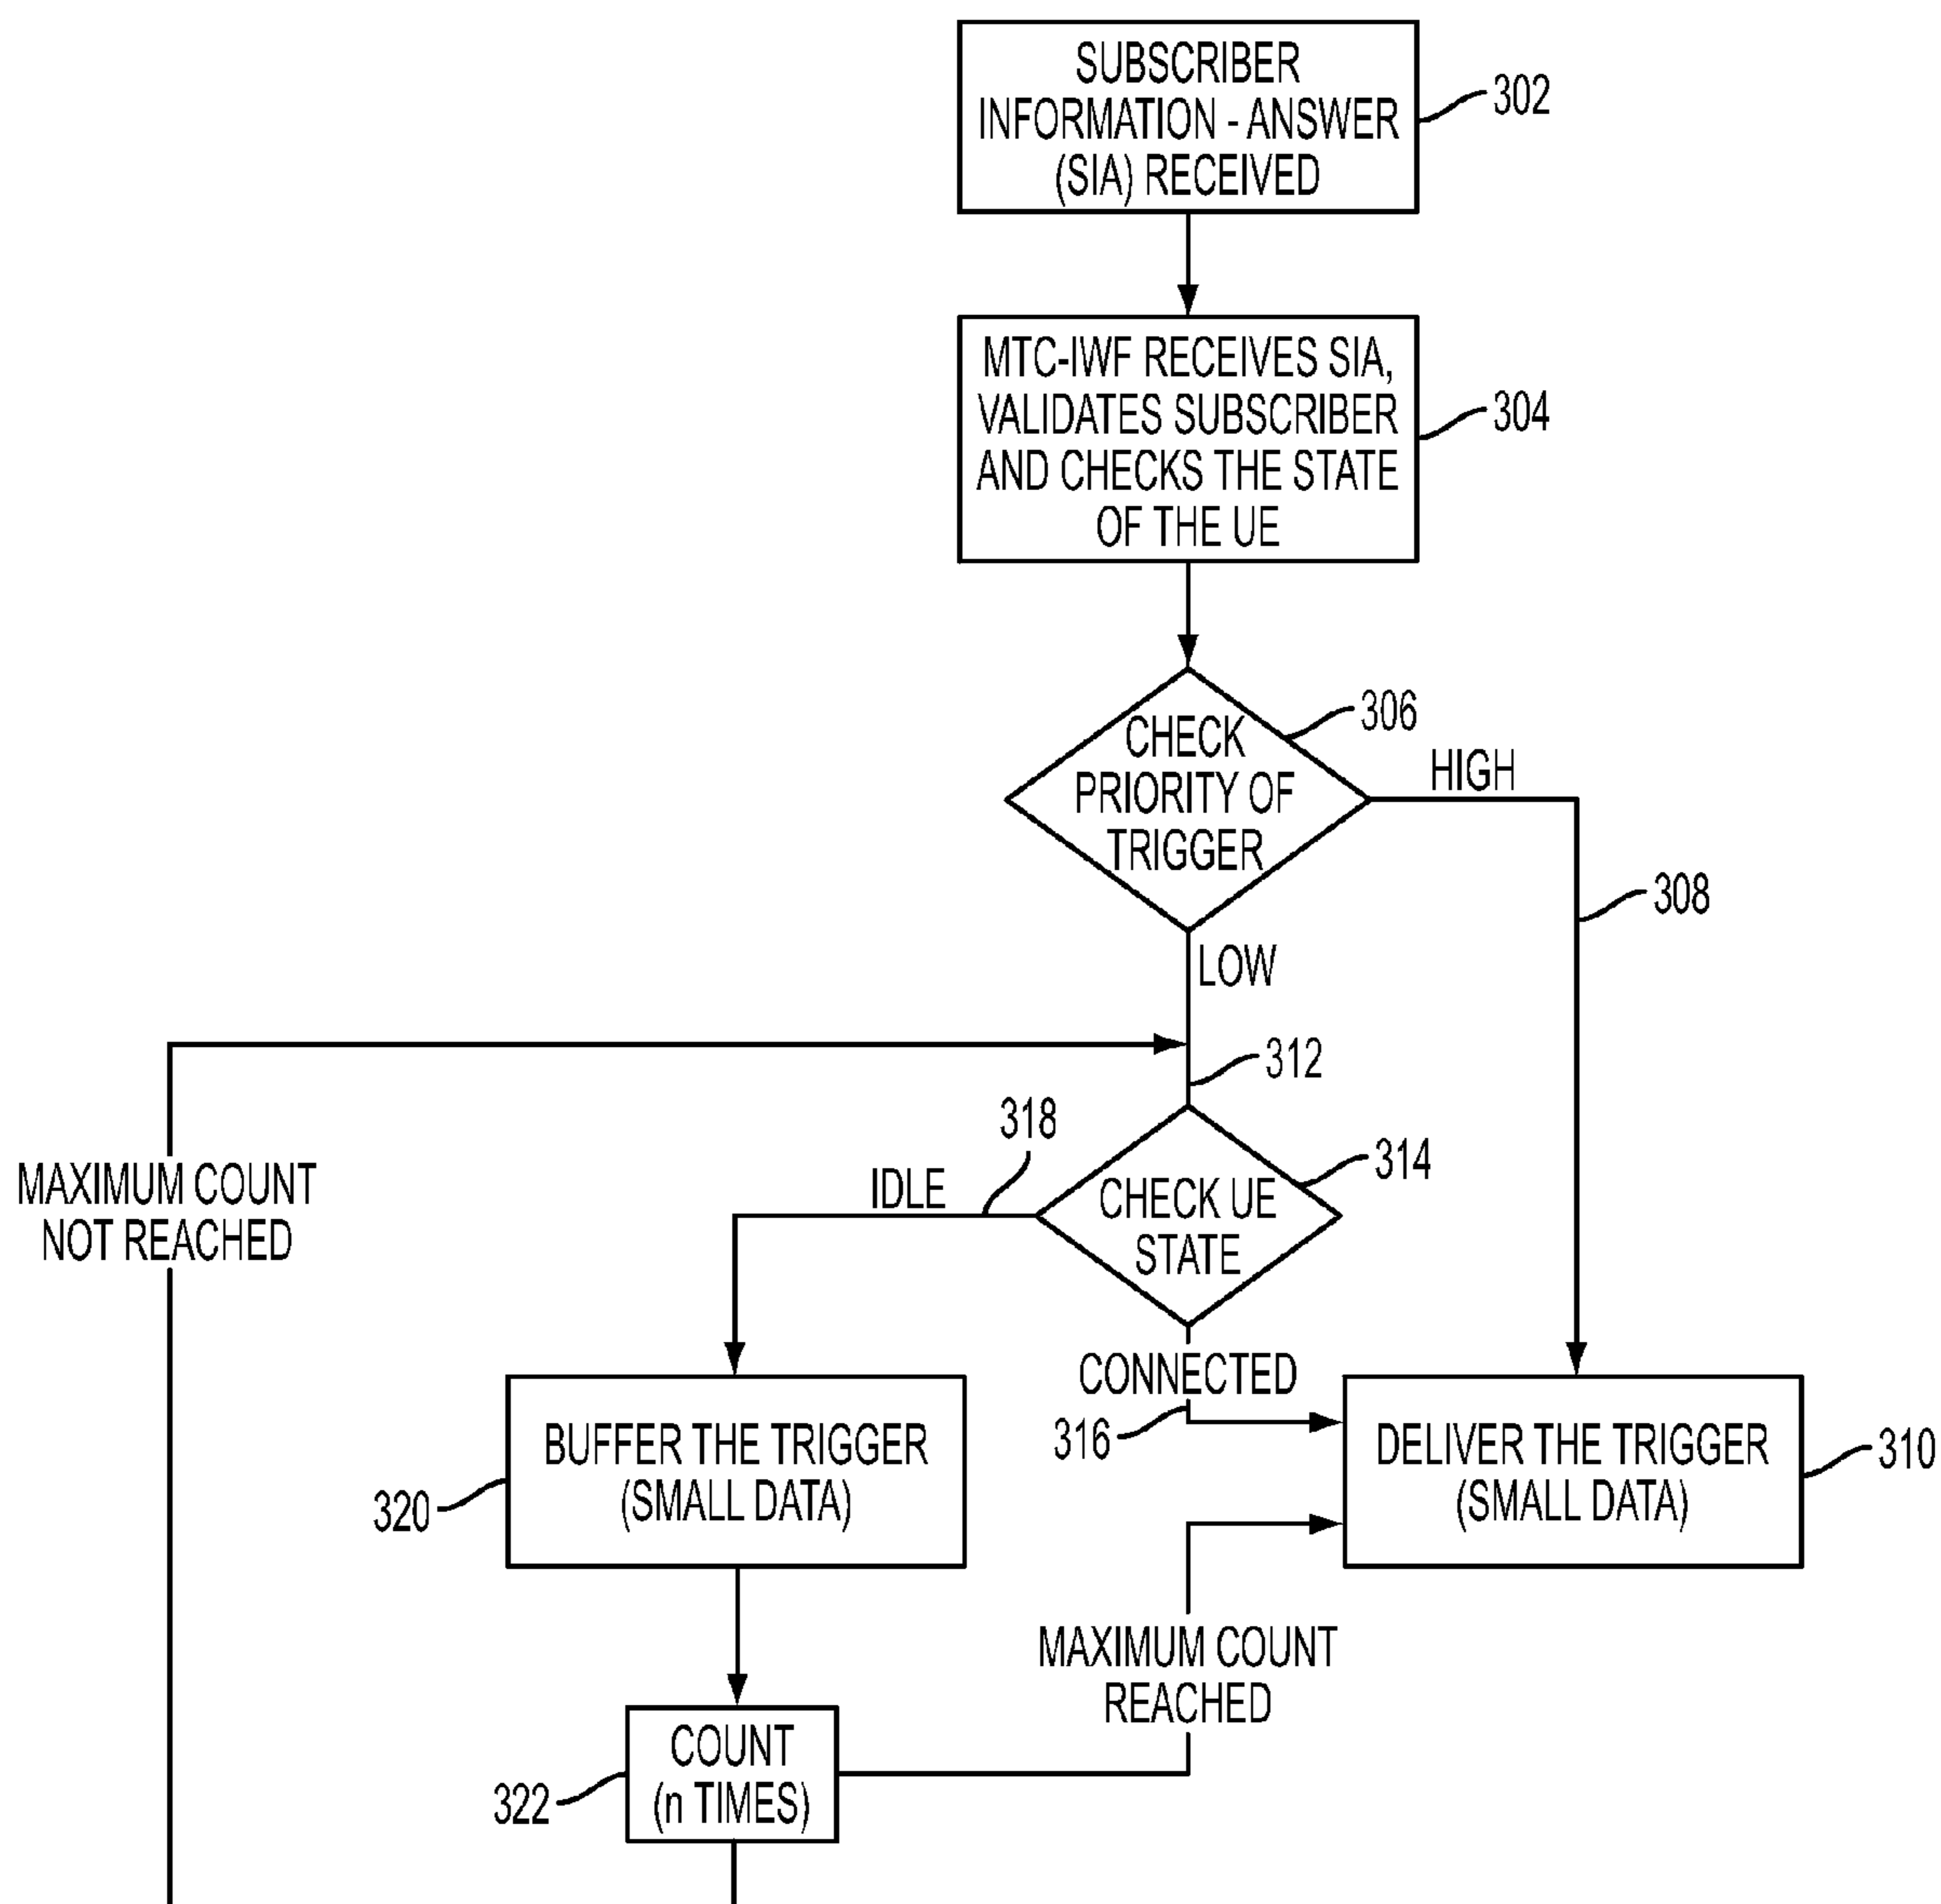 SUBSCRIBER
INFORMATION - ANSWER
(SIA) RECEIVED
302
MTC-IWF RECEIVES SIA,
VALIDATES SUBSCRIBER
AND CHECKS THE STATE
OF THE UE
304
CHECK
PRIORITY OF
TRIGGER
306
HIGH
308
LOW
312
318
IDLE
CHECK UE
STATE
314
MAXIMUM COUNT
NOT REACHED
CONNECTED
316
BUFFER THE TRIGGER
(SMALL DATA)
320
DELIVER THE TRIGGER
(SMALL DATA)
310
MAXIMUM COUNT
REACHED
COUNT
(n TIMES)
322